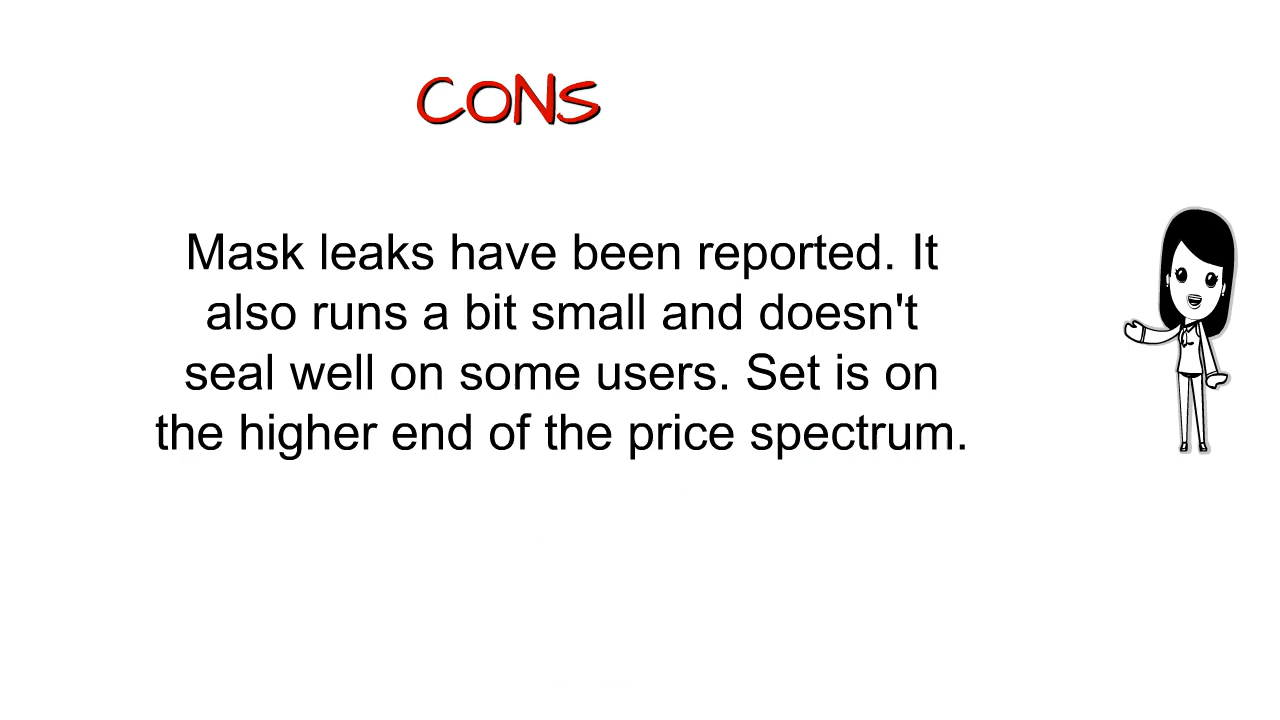 CONS
Mask leaks have been reported. It
also runs a bit small and doesn't
seal well on some users. Set is on
the higher end of the price spectrum.